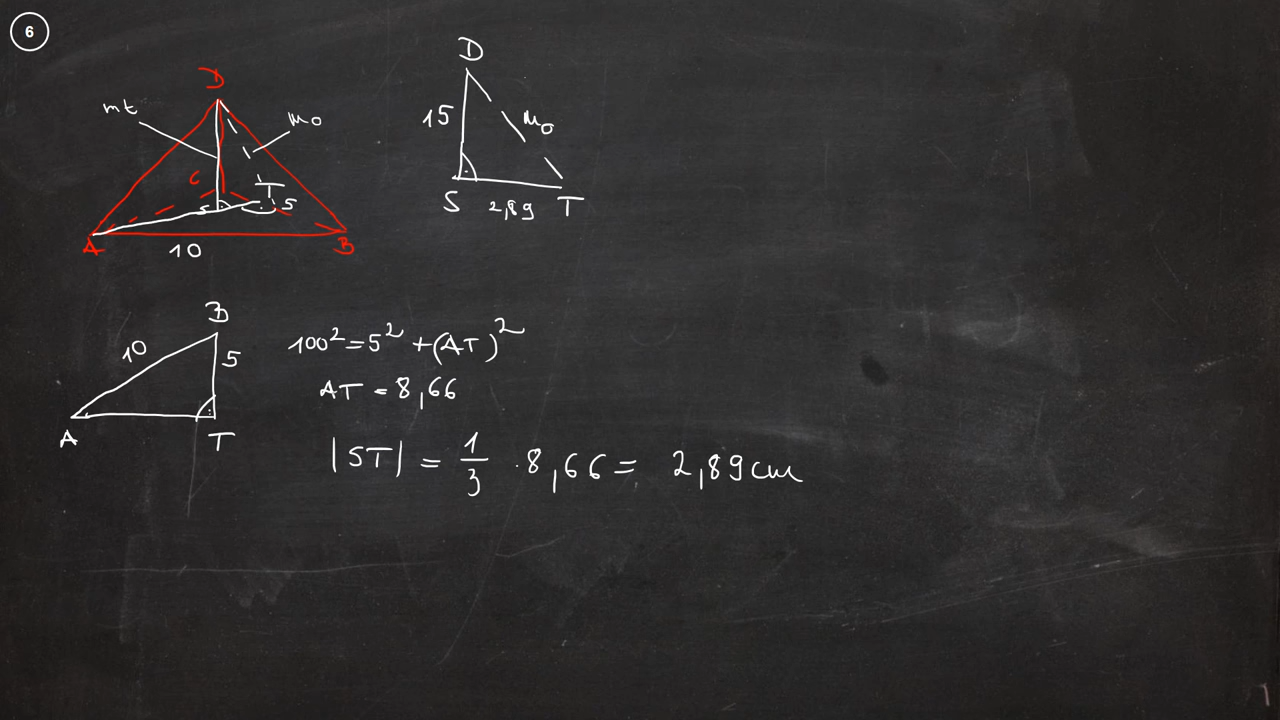 6
D
mt
mo
C
T
S
5
A
10
B
D
15
mo
S
2,89
T
B
10
5
A
T
100² = 5² + (AT)²
AT = 8,66
|ST| = 1/3 · 8,66 = 2,89 cm
1